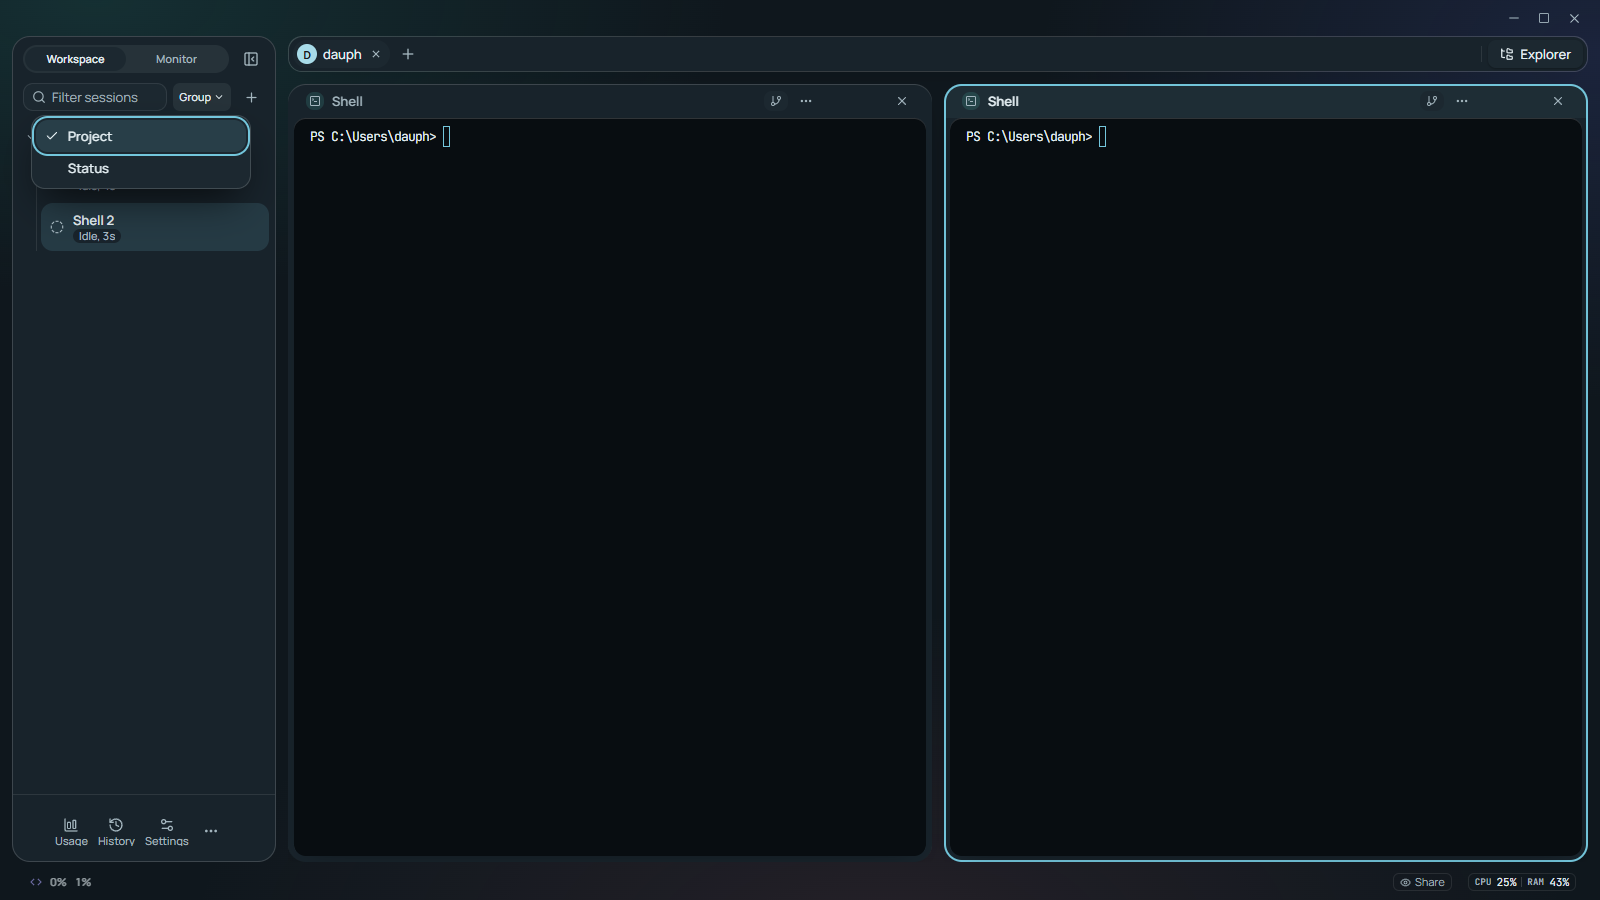 Workspace
Monitor
D dauph
Explorer
Filter sessions
Group
Project
Status
Shell 2
Idle, 3s
Shell
PS C:\Users\dauph>
Shell
PS C:\Users\dauph>
Usage
History
Settings
0% 1%
Share
CPU 25% RAM 43%